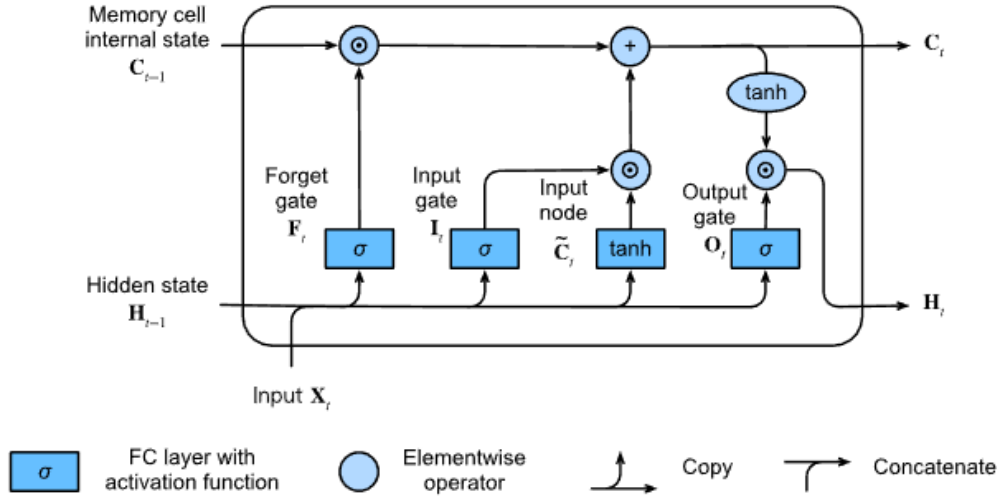 Memory cell
internal state
C_{t−1}
⊙
+
C_t
tanh
Forget
gate
F_t
Input
gate
I_t
Input
node
C̃_t
⊙
Output
gate
O_t
⊙
σ
σ
tanh
σ
Hidden state
H_{t−1}
H_t
Input X_t
σ
FC layer with
activation function
Elementwise
operator
Copy
Concatenate